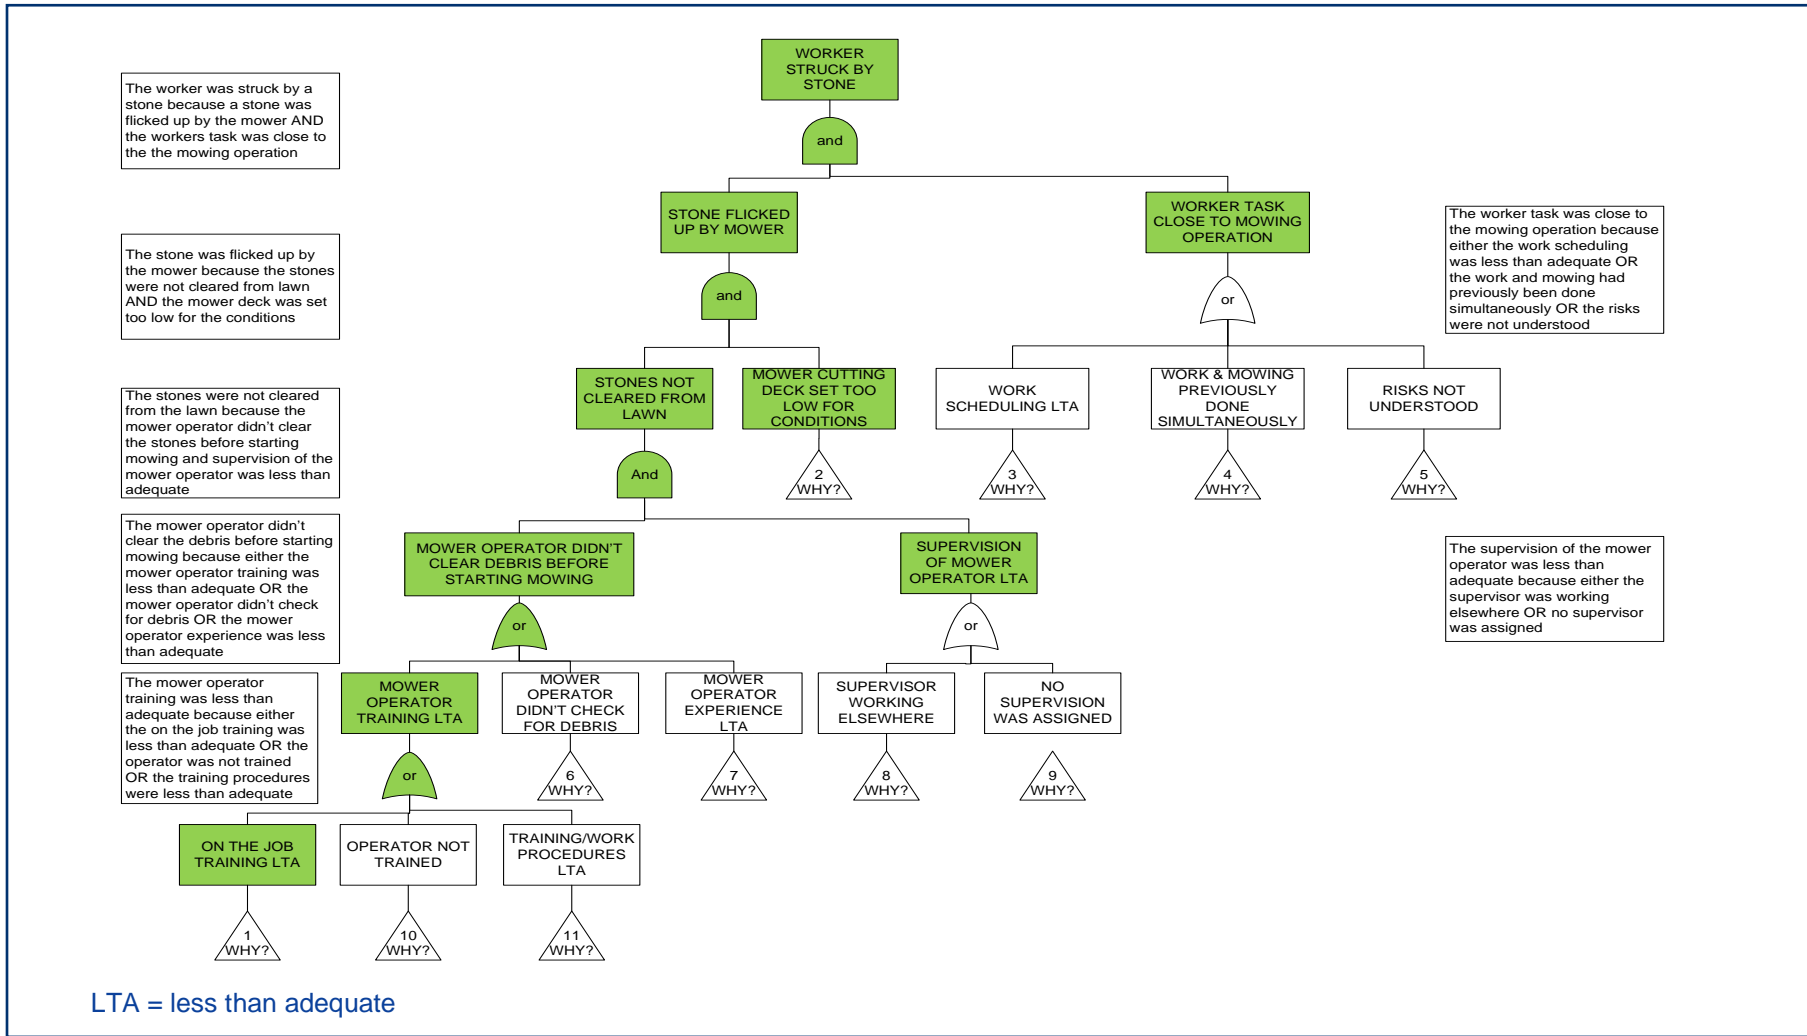 WORKER
STRUCK BY
STONE
The worker was struck by a
stone because a stone was
flicked up by the mower AND
the workers task was close to
the the mowing operation
and
STONE FLICKED
UP BY MOWER
WORKER TASK
CLOSE TO MOWING
OPERATION
The stone was flicked up by
the mower because the stones
were not cleared from lawn
AND the mower deck was set
too low for the conditions
The worker task was close to
the mowing operation because
either the work scheduling
was less than adequate OR
the work and mowing had
previously been done
simultaneously OR the risks
were not understood
and
or
STONES NOT
CLEARED FROM
LAWN
MOWER CUTTING
DECK SET TOO
LOW FOR
CONDITIONS
WORK
SCHEDULING LTA
WORK & MOWING
PREVIOUSLY
DONE
SIMULTANEOUSLY
RISKS NOT
UNDERSTOOD
The stones were not cleared
from the lawn because the
mower operator didn't clear
the stones before starting
mowing and supervision of the
mower operator was less than
adequate
And
2
WHY?
3
WHY?
4
WHY?
5
WHY?
The mower operator didn't
clear the debris before starting
mowing because either the
mower operator training was
less than adequate OR the
mower operator didn't check
for debris OR the mower
operator experience was less
than adequate
MOWER OPERATOR DIDN'T
CLEAR DEBRIS BEFORE
STARTING MOWING
SUPERVISION
OF MOWER
OPERATOR LTA
The supervision of the mower
operator was less than
adequate because either the
supervisor was working
elsewhere OR no supervisor
was assigned
or
or
The mower operator
training was less than
adequate because either
the on the job training was
less than adequate OR the
operator was not trained
OR the training procedures
were less than adequate
MOWER
OPERATOR
TRAINING LTA
MOWER
OPERATOR
DIDN'T CHECK
FOR DEBRIS
MOWER
OPERATOR
EXPERIENCE
LTA
SUPERVISOR
WORKING
ELSEWHERE
NO
SUPERVISION
WAS ASSIGNED
or
6
WHY?
7
WHY?
8
WHY?
9
WHY?
ON THE JOB
TRAINING LTA
OPERATOR NOT
TRAINED
TRAINING/WORK
PROCEDURES
LTA
1
WHY?
10
WHY?
11
WHY?
LTA = less than adequate